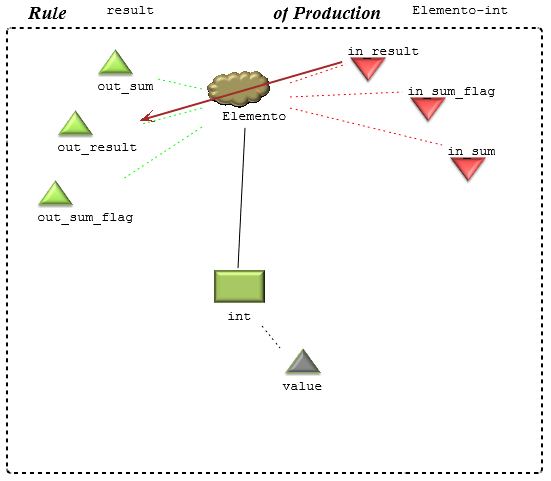 Rule result of Production Elemento-int
in_result
out_sum
in_sum_flag
Elemento
out_result
in_sum
out_sum_flag
int
value